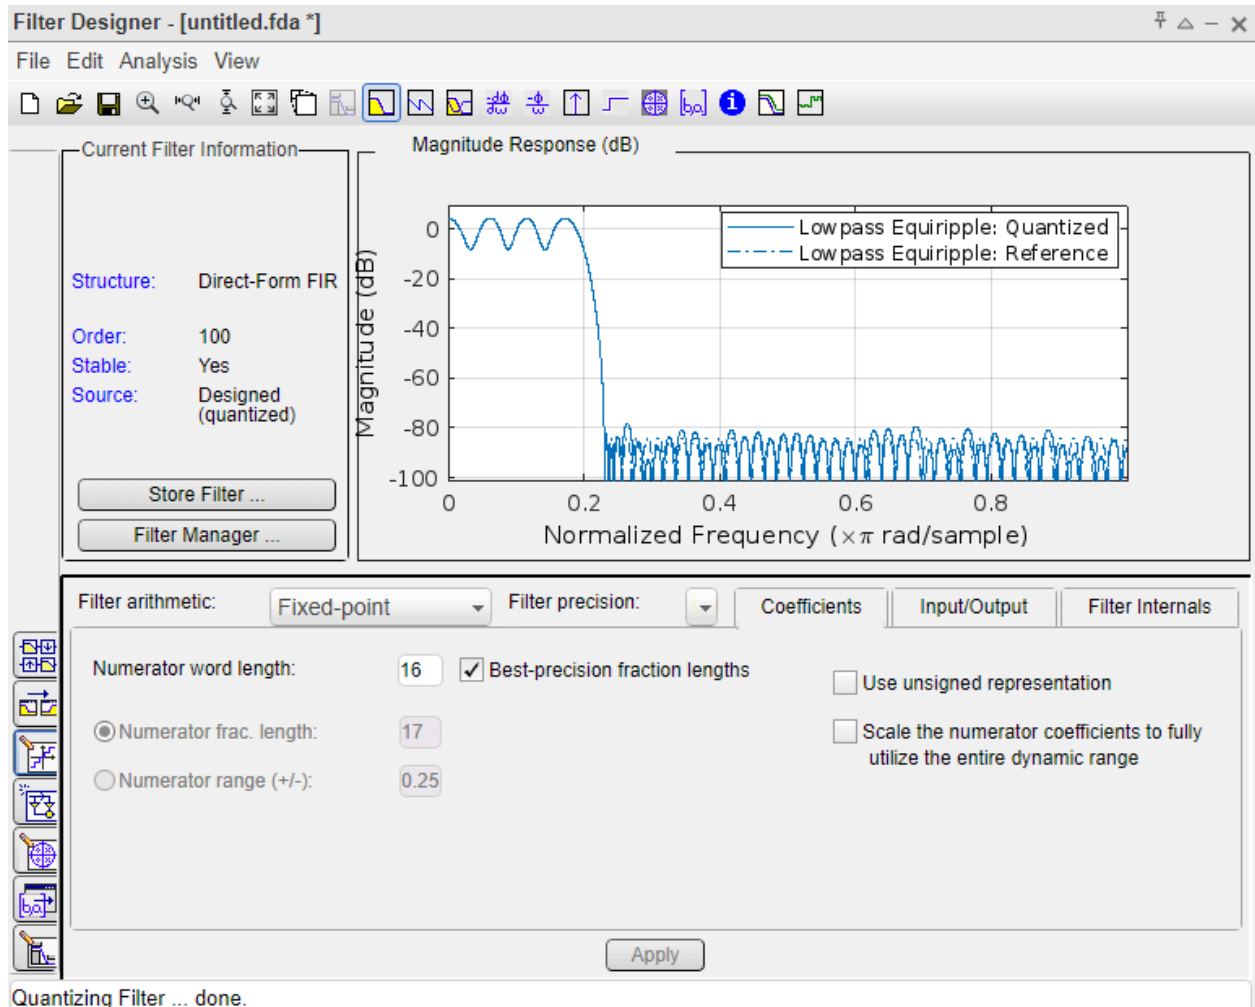 Filter Designer - [untitled.fda *]
File Edit Analysis View
Current Filter Information
Structure: Direct-Form FIR
Order: 100
Stable: Yes
Source: Designed
(quantized)
Store Filter ...
Filter Manager ...
Magnitude Response (dB)
Magnitude (dB)
0
-20
-40
-60
-80
-100
Lowpass Equiripple: Quantized
Lowpass Equiripple: Reference
0 0.2 0.4 0.6 0.8
Normalized Frequency (×π rad/sample)
Filter arithmetic: Fixed-point Filter precision: Coefficients Input/Output Filter Internals
Numerator word length: 16 Best-precision fraction lengths
Numerator frac. length: 17
Numerator range (+/-): 0.25
Use unsigned representation
Scale the numerator coefficients to fully
utilize the entire dynamic range
Apply
Quantizing Filter ... done.